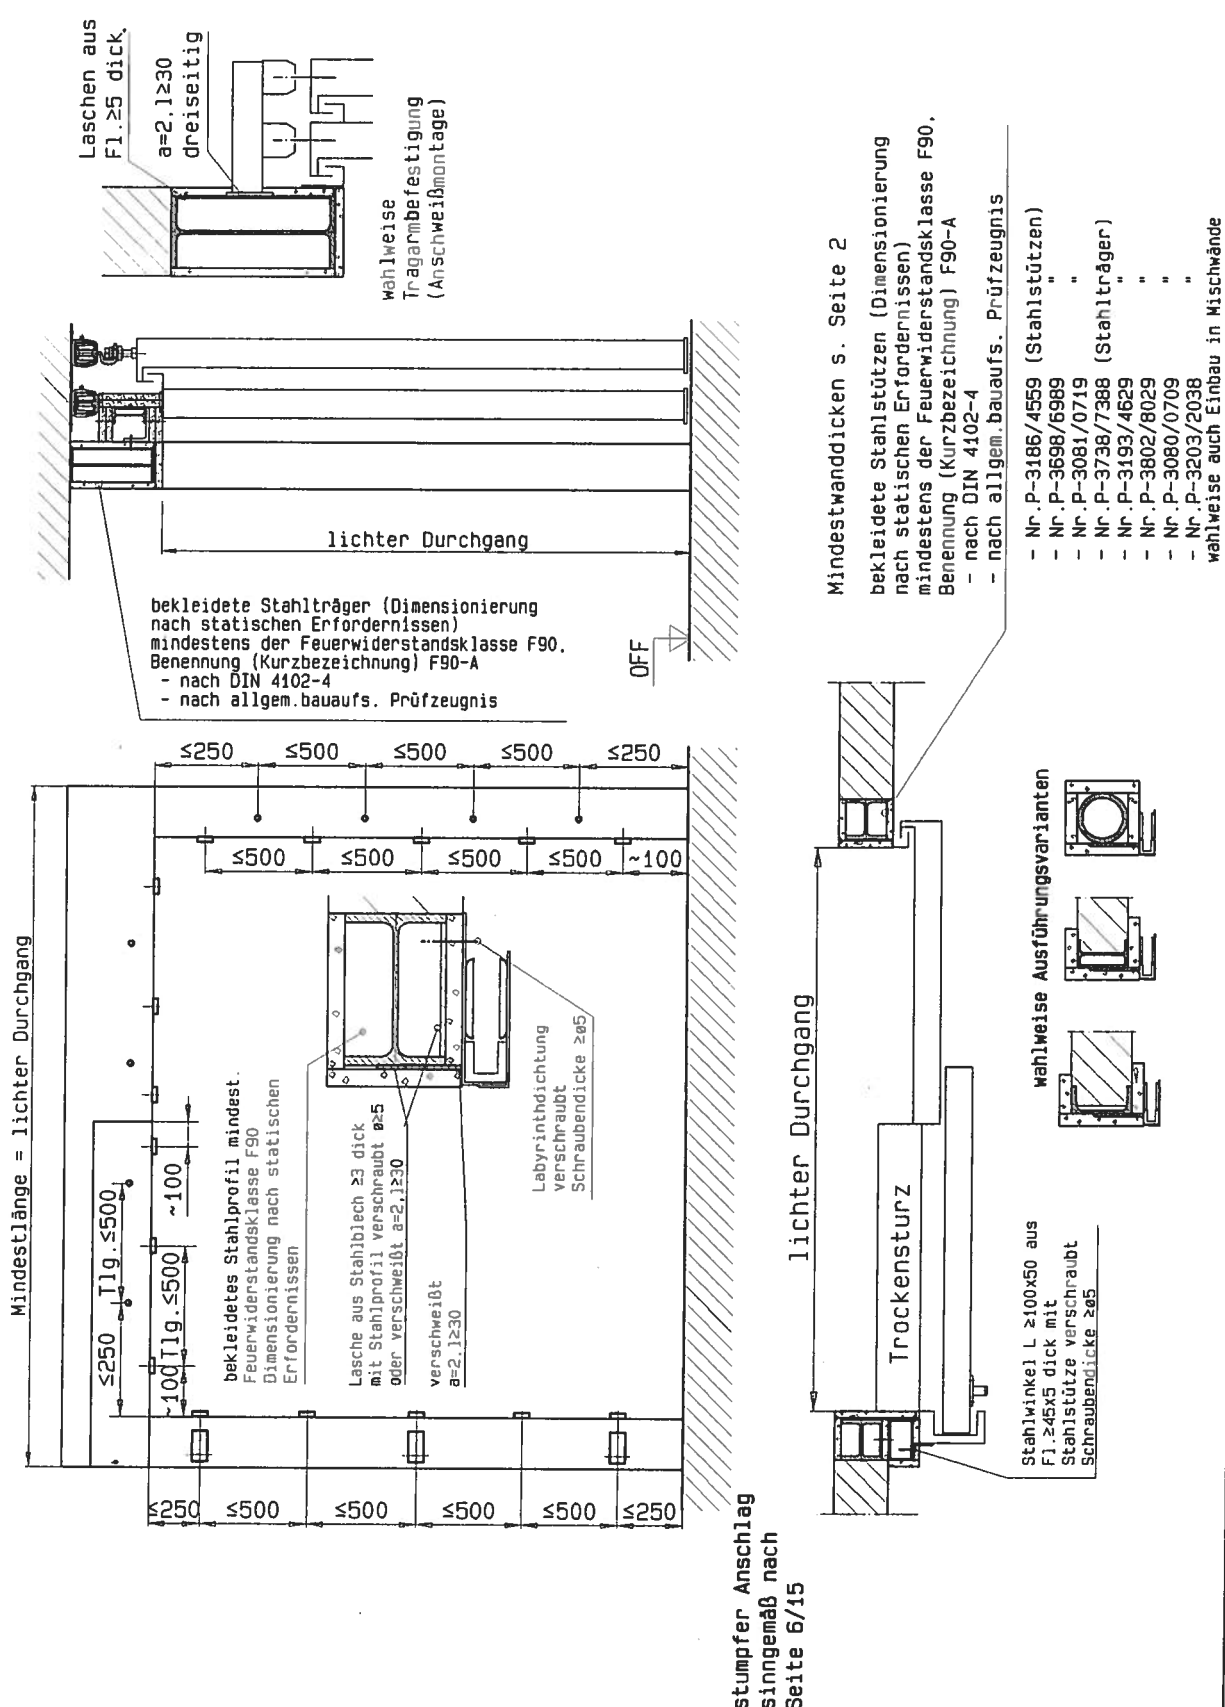 Laschen aus
Fl.≥5 dick.
a=2.l≥30
dreiseitig
wahlweise
Tragarmbefestigung
(Anschweißmontage)
lichter Durchgang
OFF
bekleidete Stahlträger (Dimensionierung
nach statischen Erfordernissen)
mindestens der Feuerwiderstandsklasse F90,
Benennung (Kurzbezeichnung) F90-A
- nach DIN 4102-4
- nach allgem.bauaufs. Prüfzeugnis
Mindestwanddicken s. Seite 2
bekleidete Stahlstützen (Dimensionierung
nach statischen Erfordernissen)
mindestens der Feuerwiderstandsklasse F90,
Benennung (Kurzbezeichnung) F90-A
- nach DIN 4102-4
- nach allgem.bauaufs. Prüfzeugnis
- Nr.P-3186/4559 (Stahlstützen)
- Nr.P-3698/6989 "
- Nr.P-3081/0719 "
- Nr.P-3738/7388 (Stahlträger)
- Nr.P-3193/4629 "
- Nr.P-3802/8029 "
- Nr.P-3080/0709 "
- Nr.P-3203/2038 "
wahlweise auch Einbau in Mischwände
Mindestlänge = lichter Durchgang
≤250 ≤500 ≤500 ≤500 ≤250
≤500 ≤500 ≤500 ≤500 ~100
≤250 Tlg.≤500
~100 Tlg.≤500 ~100
≤250 ≤500 ≤500 ≤500 ≤250
bekleidetes Stahlprofil mindest.
Feuerwiderstandsklasse F90
Dimensionierung nach statischen
Erfordernissen
Lasche aus Stahlblech ≥3 dick
mit Stahlprofil verschraubt ø≥5
oder verschweißt a=2.l≥30
verschweißt
a=2.l≥30
Labyrinthdichtung
verschraubt
Schraubendicke ≥ø5
stumpfer Anschlag
sinngemäß nach
Seite 6/15
lichter Durchgang
Trockensturz
Stahlwinkel L ≥100x50 aus
Fl.≥45x5 dick mit
Stahlstütze verschraubt
Schraubendicke ≥ø5
wahlweise Ausführungsvarianten